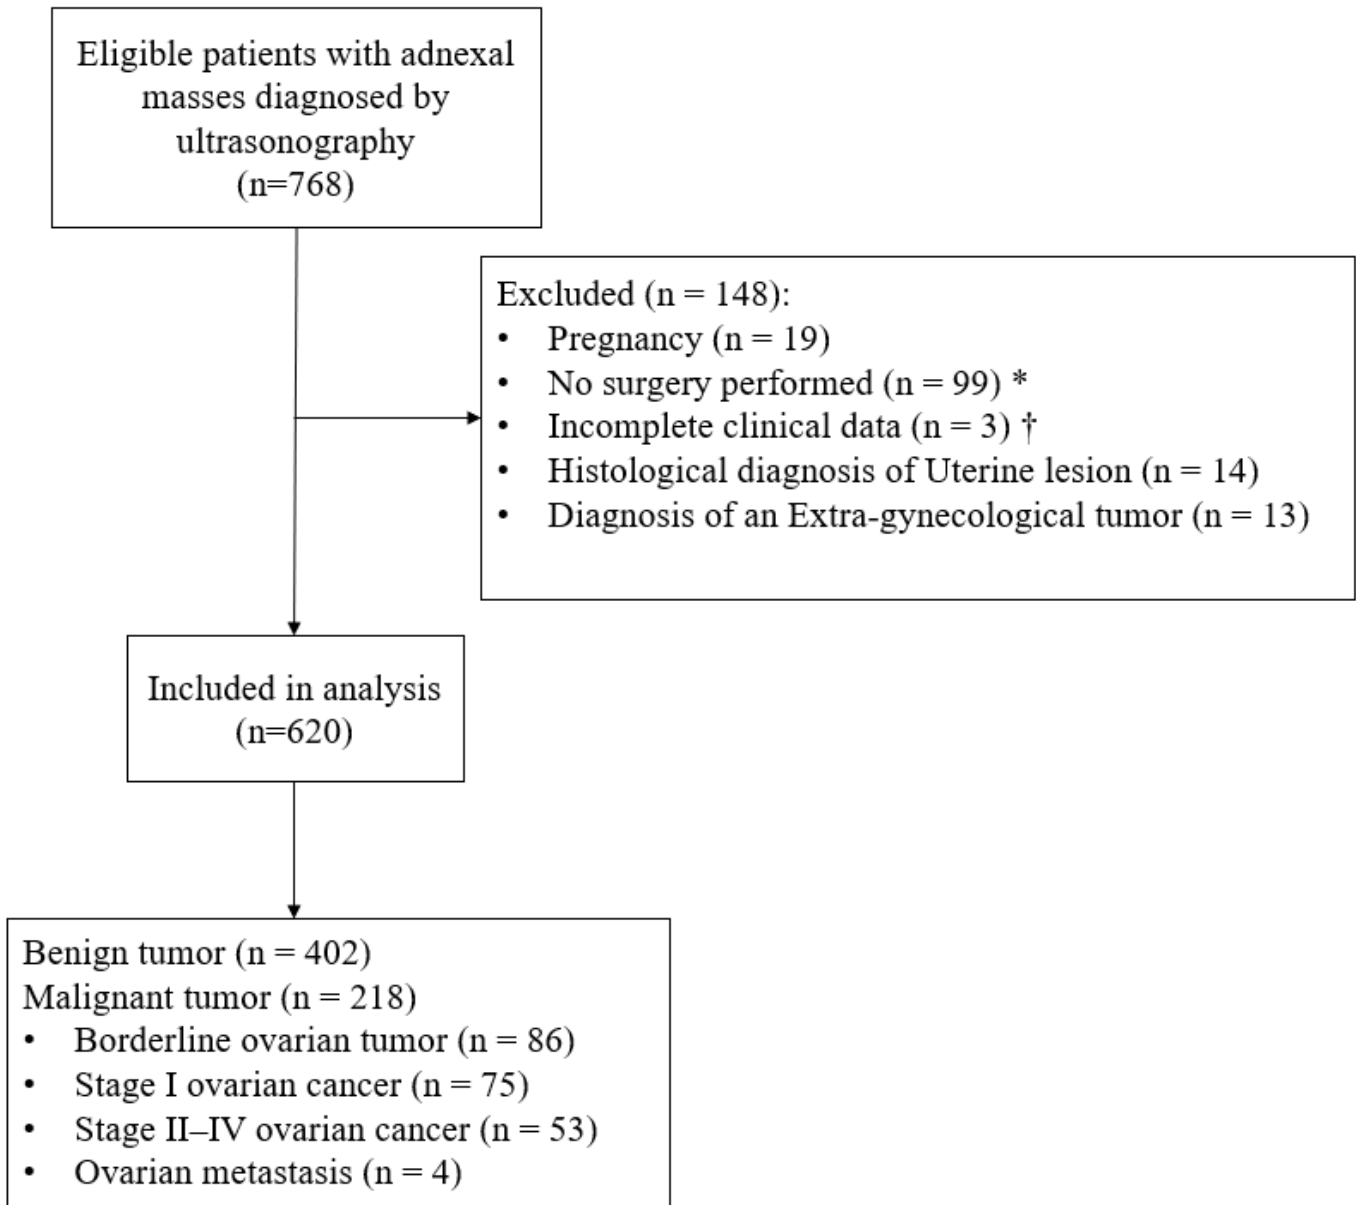 Eligible patients with adnexal
masses diagnosed by
ultrasonography
(n=768)
Excluded (n = 148):
• Pregnancy (n = 19)
• No surgery performed (n = 99) *
• Incomplete clinical data (n = 3) †
• Histological diagnosis of Uterine lesion (n = 14)
• Diagnosis of an Extra-gynecological tumor (n = 13)
Included in analysis
(n=620)
Benign tumor (n = 402)
Malignant tumor (n = 218)
• Borderline ovarian tumor (n = 86)
• Stage I ovarian cancer (n = 75)
• Stage II–IV ovarian cancer (n = 53)
• Ovarian metastasis (n = 4)